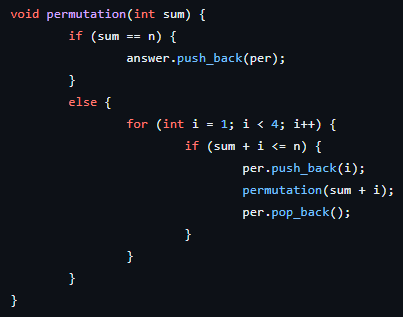 void permutation(int sum) {
        if (sum == n) {
                answer.push_back(per);
        }
        else {
                for (int i = 1; i < 4; i++) {
                        if (sum + i <= n) {
                                per.push_back(i);
                                permutation(sum + i);
                                per.pop_back();
                        }
                }
        }
}